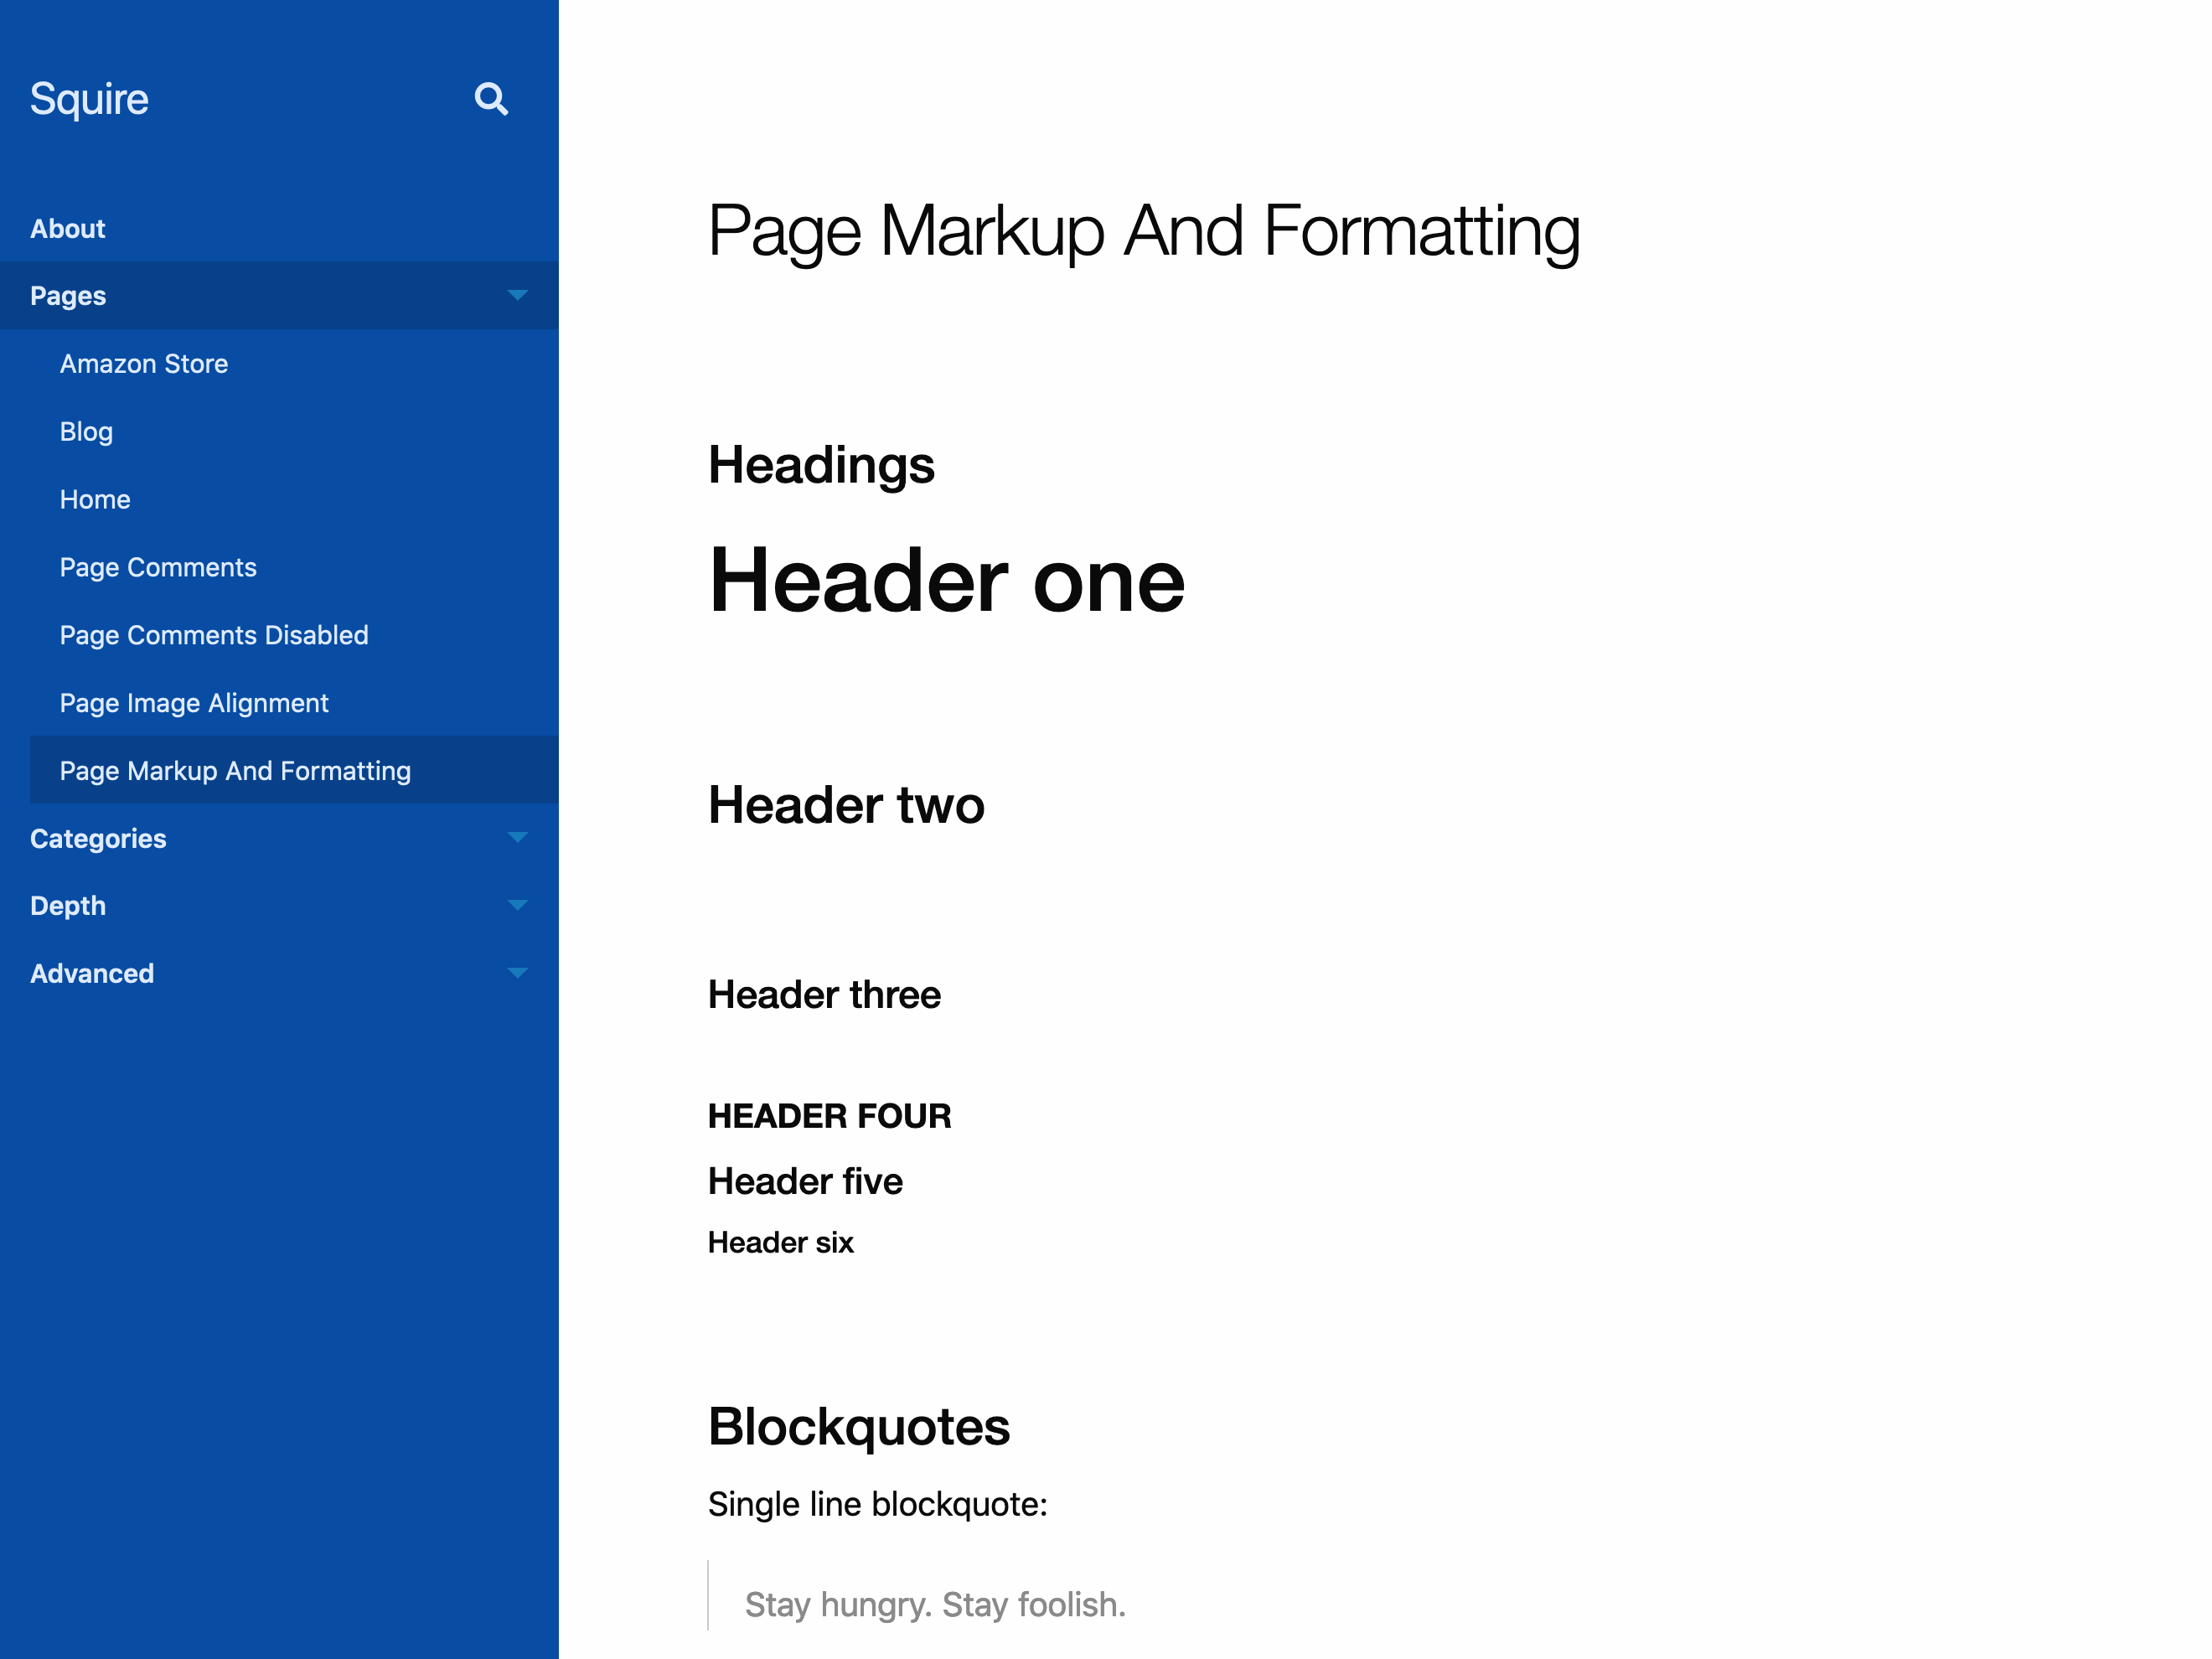 Squire
About
Pages
Amazon Store
Blog
Home
Page Comments
Page Comments Disabled
Page Image Alignment
Page Markup And Formatting
Categories
Depth
Advanced
Page Markup And Formatting
Headings
Header one
Header two
Header three
HEADER FOUR
Header five
Header six
Blockquotes
Single line blockquote:
Stay hungry. Stay foolish.